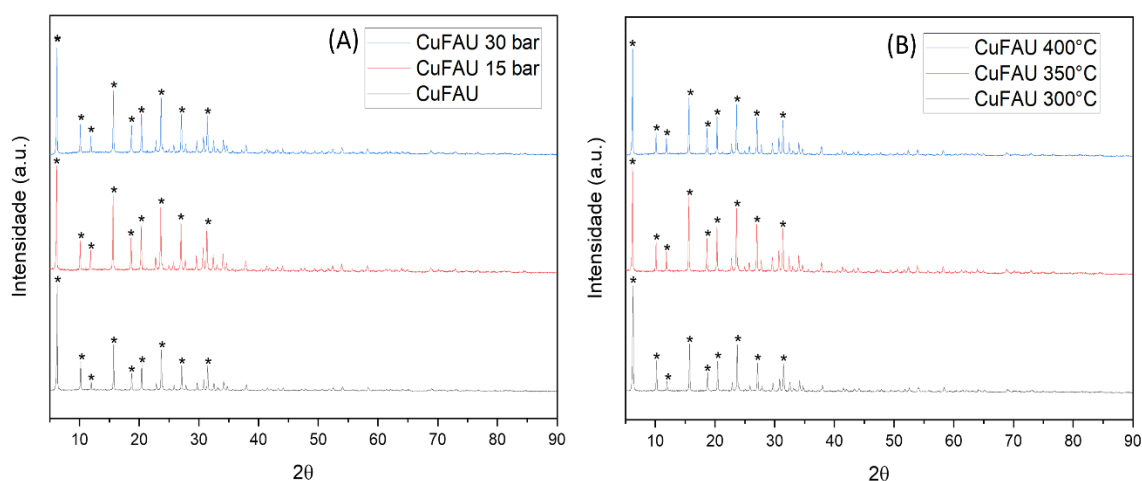 (A)
CuFAU 30 bar
CuFAU 15 bar
CuFAU
* * * * * * * * *
* * * * * * * * *
* * * * * * * * *
Intensidade (a.u.)
10 20 30 40 50 60 70 80 90
2θ
(B)
CuFAU 400°C
CuFAU 350°C
CuFAU 300°C
* * * * * * * * *
* * * * * * * * *
* * * * * * * * *
Intensidade (a.u.)
10 20 30 40 50 60 70 80 90
2θ